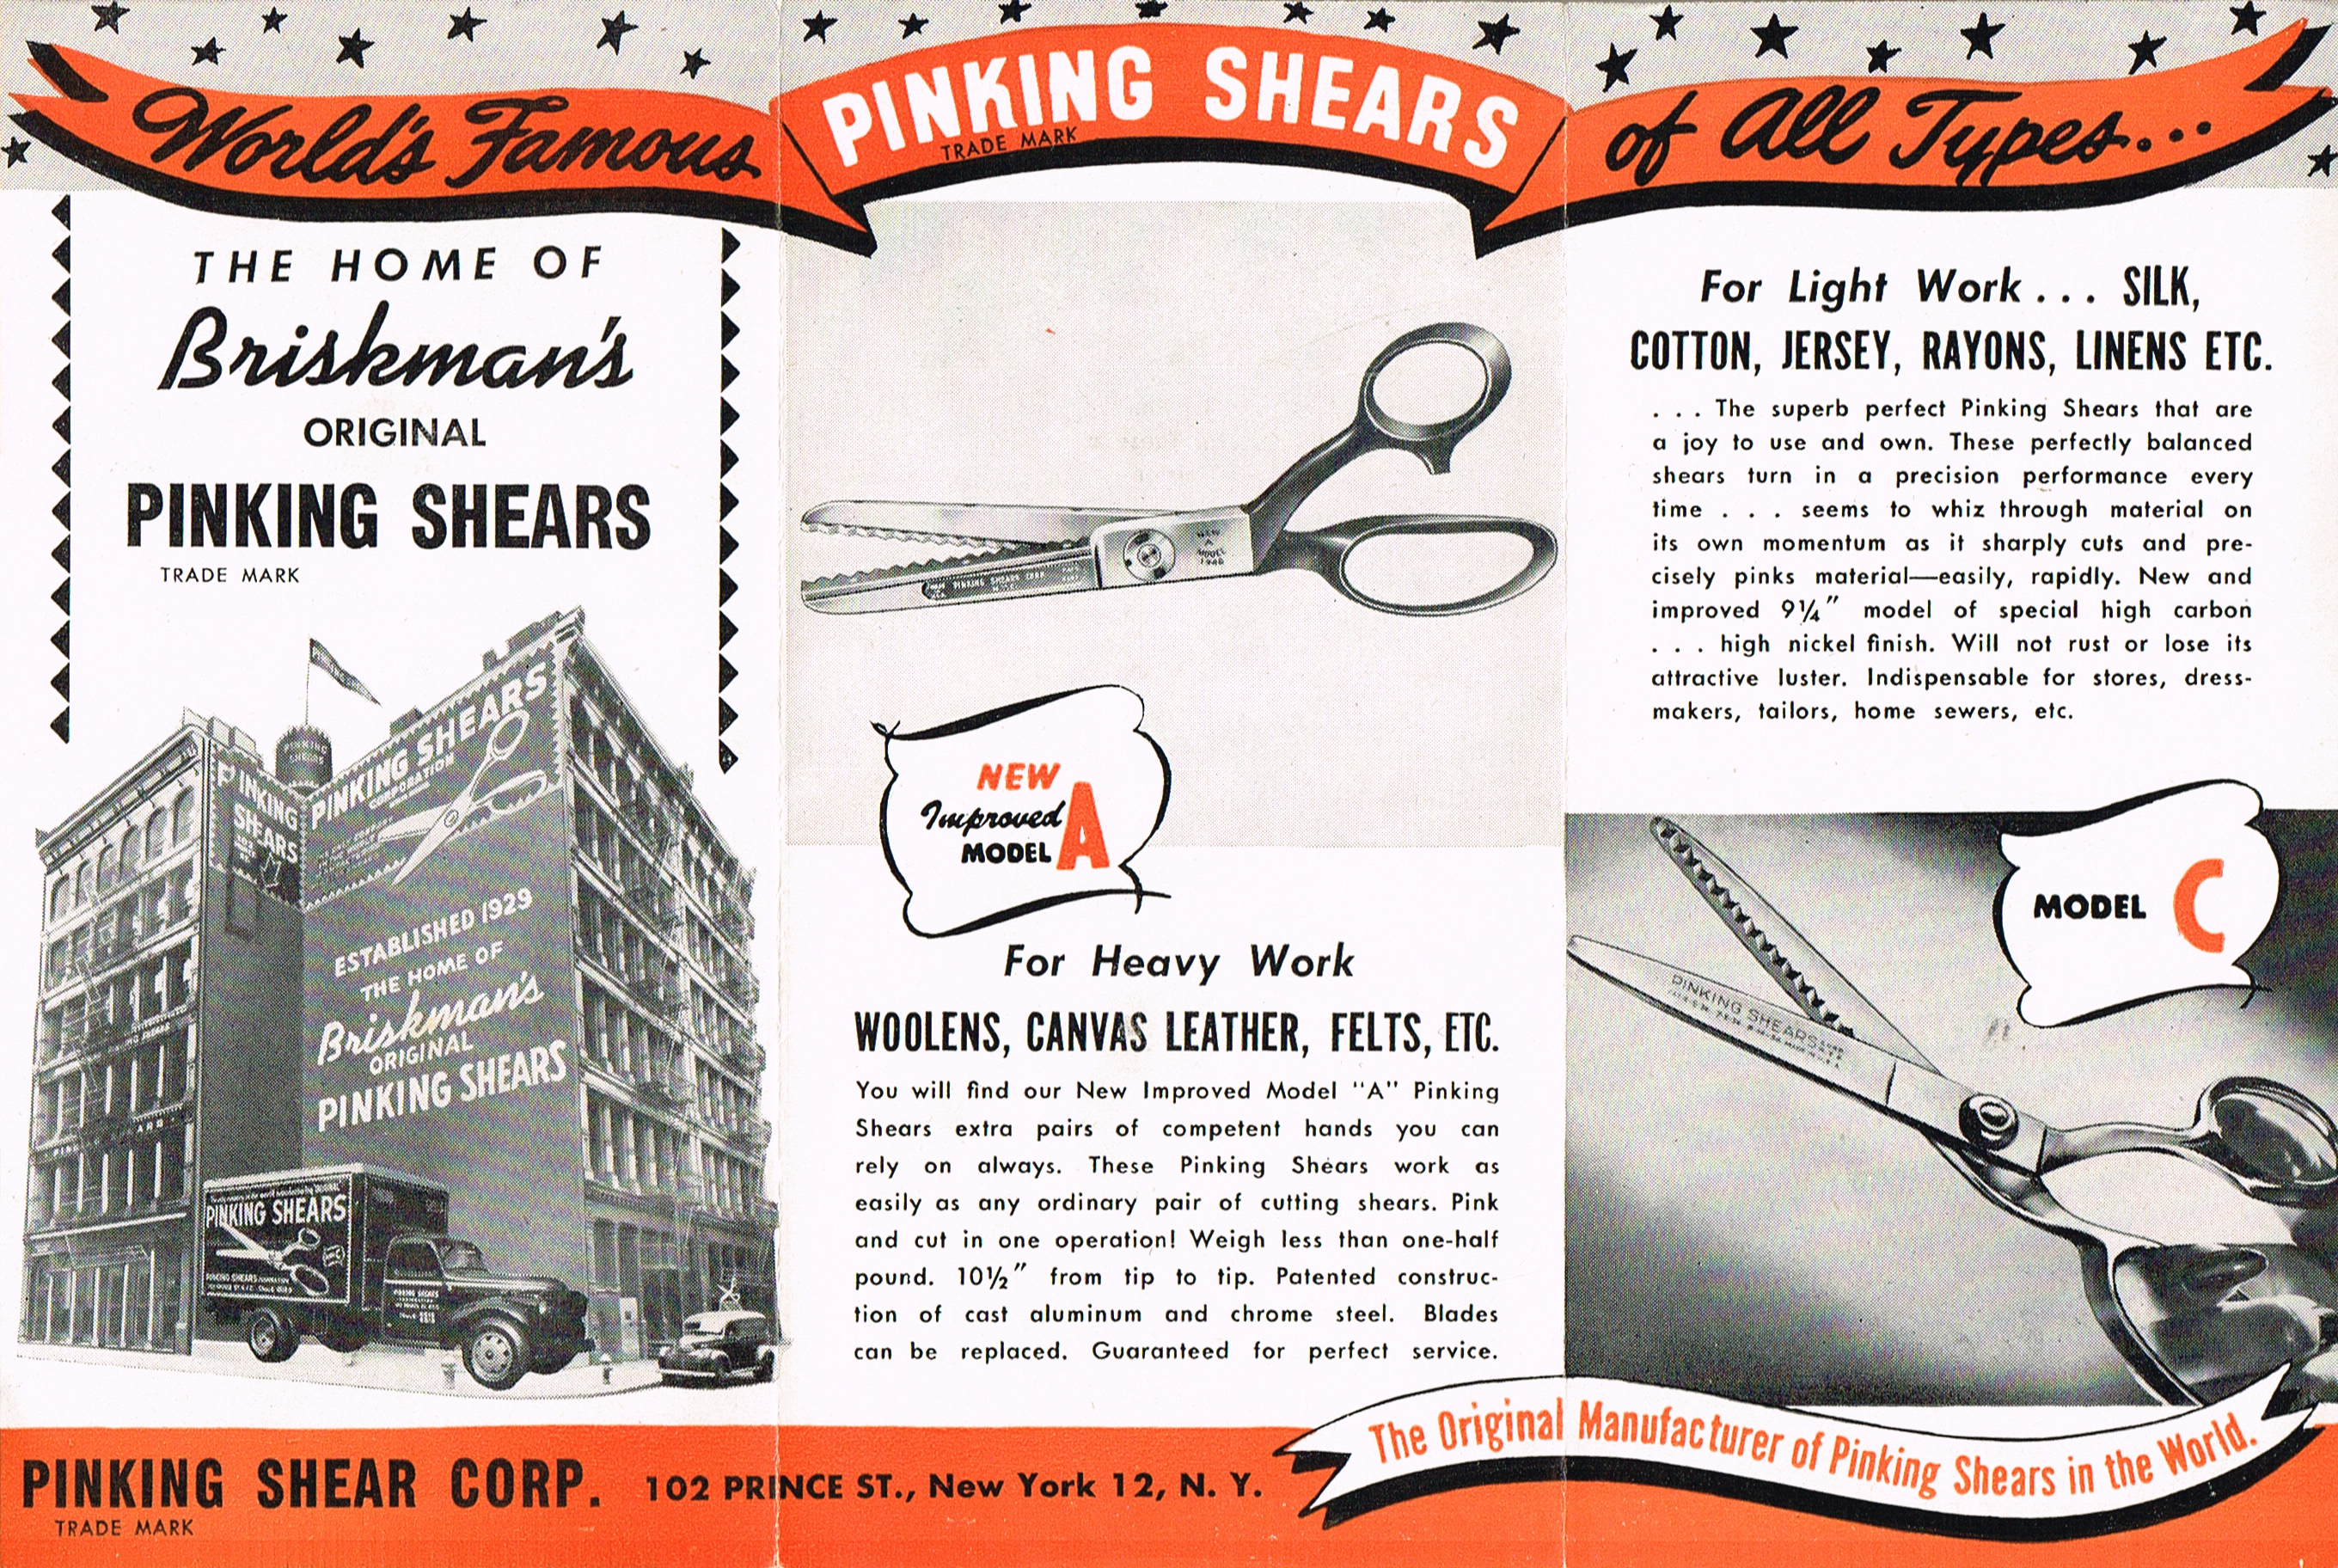 World's Famous
PINKING SHEARS
TRADE MARK
of All Types...
THE HOME OF
Briskman's
ORIGINAL
PINKING SHEARS
TRADE MARK
PINKING SHEARS
CORPORATION
PINKING
SHEARS
PINKING
SHEARS
ESTABLISHED 1929
THE HOME OF
Briskman's
ORIGINAL
PINKING SHEARS
PINKING SHEARS
NEW
A
MODEL
1946
NEW
Improved
MODEL A
For Heavy Work
WOOLENS, CANVAS LEATHER, FELTS, ETC.
You will find our New Improved Model "A" Pinking
Shears extra pairs of competent hands you can
rely on always. These Pinking Shears work as
easily as any ordinary pair of cutting shears. Pink
and cut in one operation! Weigh less than one-half
pound. 10½" from tip to tip. Patented construc-
tion of cast aluminum and chrome steel. Blades
can be replaced. Guaranteed for perfect service.
For Light Work... SILK,
COTTON, JERSEY, RAYONS, LINENS ETC.
. . . The superb perfect Pinking Shears that are
a joy to use and own. These perfectly balanced
shears turn in a precision performance every
time . . . seems to whiz through material on
its own momentum as it sharply cuts and pre-
cisely pinks material—easily, rapidly. New and
improved 9¼" model of special high carbon
. . . high nickel finish. Will not rust or lose its
attractive luster. Indispensable for stores, dress-
makers, tailors, home sewers, etc.
MODEL C
PINKING SHEARS CORP.
PINKING SHEAR CORP. 102 PRINCE ST., New York 12, N. Y.
TRADE MARK
The Original Manufacturer of Pinking Shears in the World.